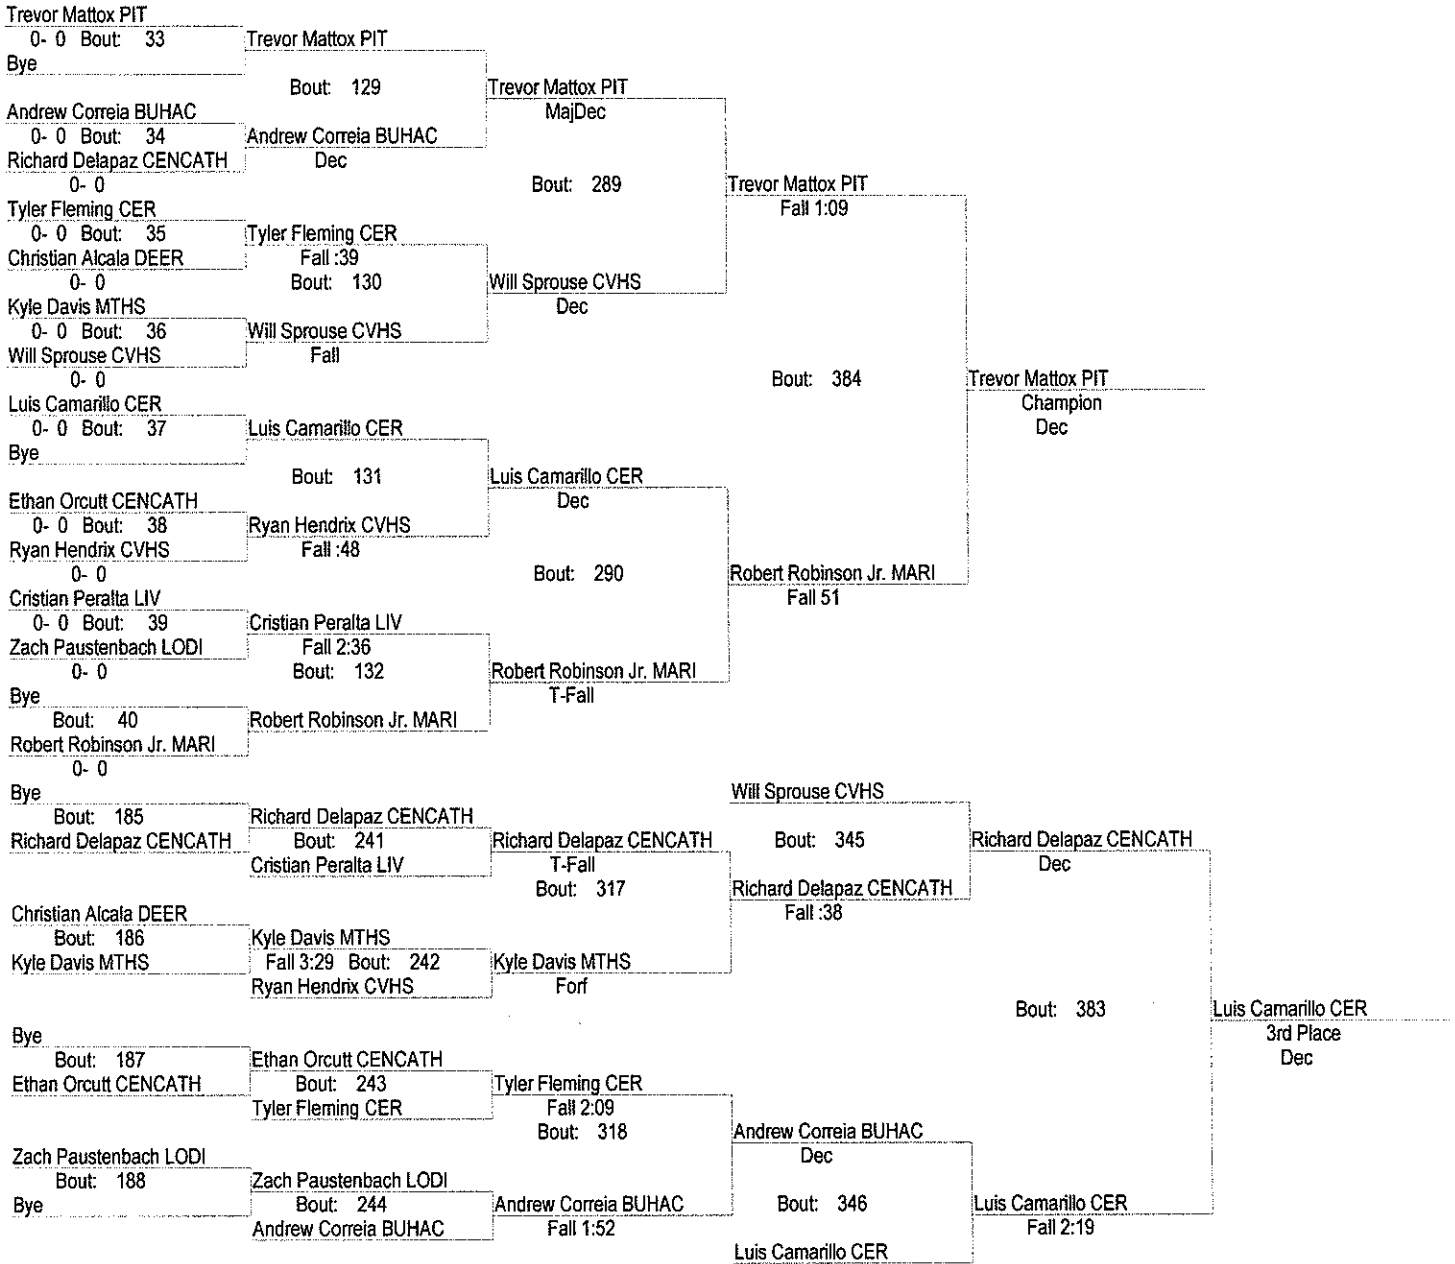 Trevor Mattox PIT
0- 0 Bout: 33 Trevor Mattox PIT
Bye
Bout: 129 Trevor Mattox PIT
MajDec
Andrew Correia BUHAC
0- 0 Bout: 34 Andrew Correia BUHAC
Richard Delapaz CENCATH Dec
0- 0 Bout: 289 Trevor Mattox PIT
Fall 1:09
Tyler Fleming CER
0- 0 Bout: 35 Tyler Fleming CER
Christian Alcala DEER Fall :39
0- 0 Bout: 130 Will Sprouse CVHS
Dec
Kyle Davis MTHS
0- 0 Bout: 36 Will Sprouse CVHS
Will Sprouse CVHS Fall
0- 0 Bout: 384 Trevor Mattox PIT
Champion
Dec
Luis Camarillo CER
0- 0 Bout: 37 Luis Camarillo CER
Bye
Bout: 131 Luis Camarillo CER
Dec
Ethan Orcutt CENCATH
0- 0 Bout: 38 Ryan Hendrix CVHS
Ryan Hendrix CVHS Fall :48
0- 0 Bout: 290 Robert Robinson Jr. MARI
Fall 51
Cristian Peralta LIV
0- 0 Bout: 39 Cristian Peralta LIV
Zach Paustenbach LODI Fall 2:36
0- 0 Bout: 132 Robert Robinson Jr. MARI
T-Fall
Bye
Bout: 40 Robert Robinson Jr. MARI
Robert Robinson Jr. MARI
0- 0
Bye Will Sprouse CVHS
Bout: 185 Richard Delapaz CENCATH
Richard Delapaz CENCATH Bout: 241 Richard Delapaz CENCATH Bout: 345 Richard Delapaz CENCATH
Cristian Peralta LIV T-Fall Dec
Bout: 317 Richard Delapaz CENCATH
Fall :38
Christian Alcala DEER
Bout: 186 Kyle Davis MTHS
Kyle Davis MTHS Fall 3:29 Bout: 242 Kyle Davis MTHS
Ryan Hendrix CVHS Forf
Bout: 383 Luis Camarillo CER
3rd Place
Dec
Bye
Bout: 187 Ethan Orcutt CENCATH
Ethan Orcutt CENCATH Bout: 243 Tyler Fleming CER
Tyler Fleming CER Fall 2:09
Bout: 318 Andrew Correia BUHAC
Dec
Zach Paustenbach LODI
Bout: 188 Zach Paustenbach LODI
Bye Bout: 244 Andrew Correia BUHAC Bout: 346 Luis Camarillo CER
Andrew Correia BUHAC Fall 1:52 Fall 2:19
Luis Camarillo CER